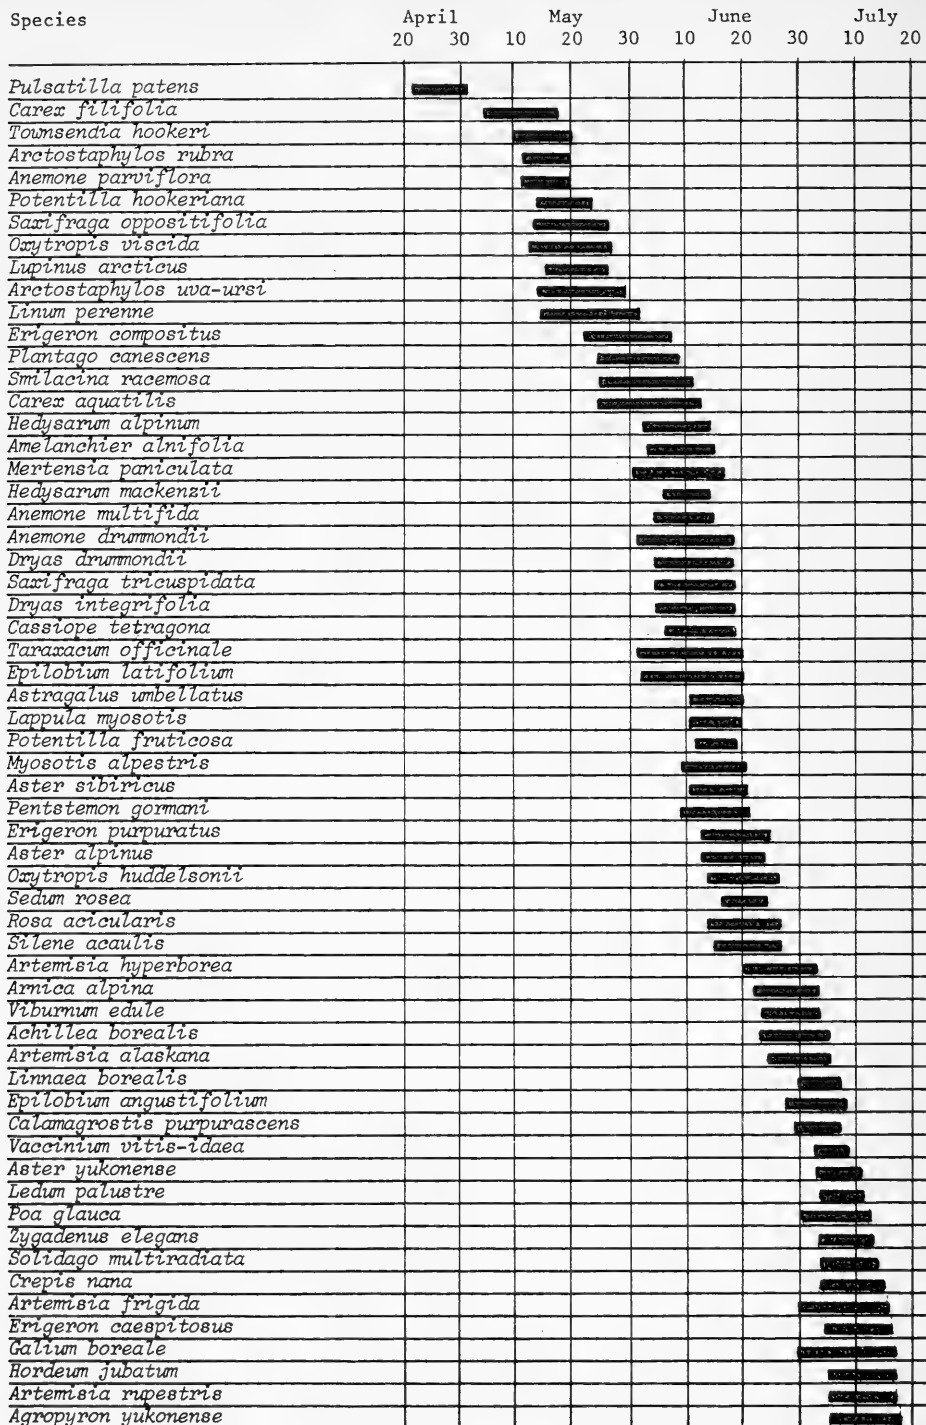 Species April May June July
20 30 10 20 30 10 20 30 10 20
Pulsatilla patens
Carex filifolia
Townsendia hookeri
Arctostaphylos rubra
Anemone parviflora
Potentilla hookeriana
Saxifraga oppositifolia
Oxytropis viscida
Lupinus arcticus
Arctostaphylos uva-ursi
Linum perenne
Erigeron compositus
Plantago canescens
Smilacina racemosa
Carex aquatilis
Hedysarum alpinum
Amelanchier alnifolia
Mertensia paniculata
Hedysarum mackenzii
Anemone multifida
Anemone drummondii
Dryas drummondii
Saxifraga tricuspidata
Dryas integrifolia
Cassiope tetragona
Taraxacum officinale
Epilobium latifolium
Astragalus umbellatus
Lappula myosotis
Potentilla fruticosa
Myosotis alpestris
Aster sibiricus
Pentstemon gormani
Erigeron purpuratus
Aster alpinus
Oxytropis huddelsonii
Sedum rosea
Rosa acicularis
Silene acaulis
Artemisia hyperborea
Arnica alpina
Viburnum edule
Achillea borealis
Artemisia alaskana
Linnaea borealis
Epilobium angustifolium
Calamagrostis purpurascens
Vaccinium vitis-idaea
Aster yukonense
Ledum palustre
Poa glauca
Zygadenus elegans
Solidago multiradiata
Crepis nana
Artemisia frigida
Erigeron caespitosus
Galium boreale
Hordeum jubatum
Artemisia rupestris
Agropyron yukonense